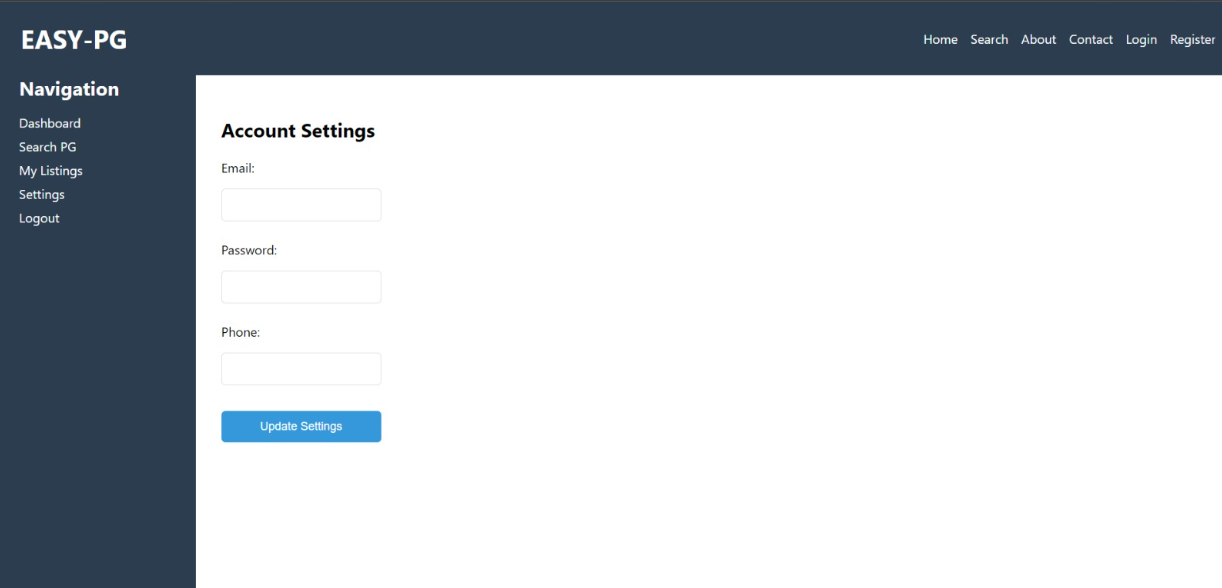 EASY-PG
Home Search About Contact Login Register
Navigation
Dashboard
Search PG
My Listings
Settings
Logout
Account Settings
Email:
Password:
Phone:
Update Settings